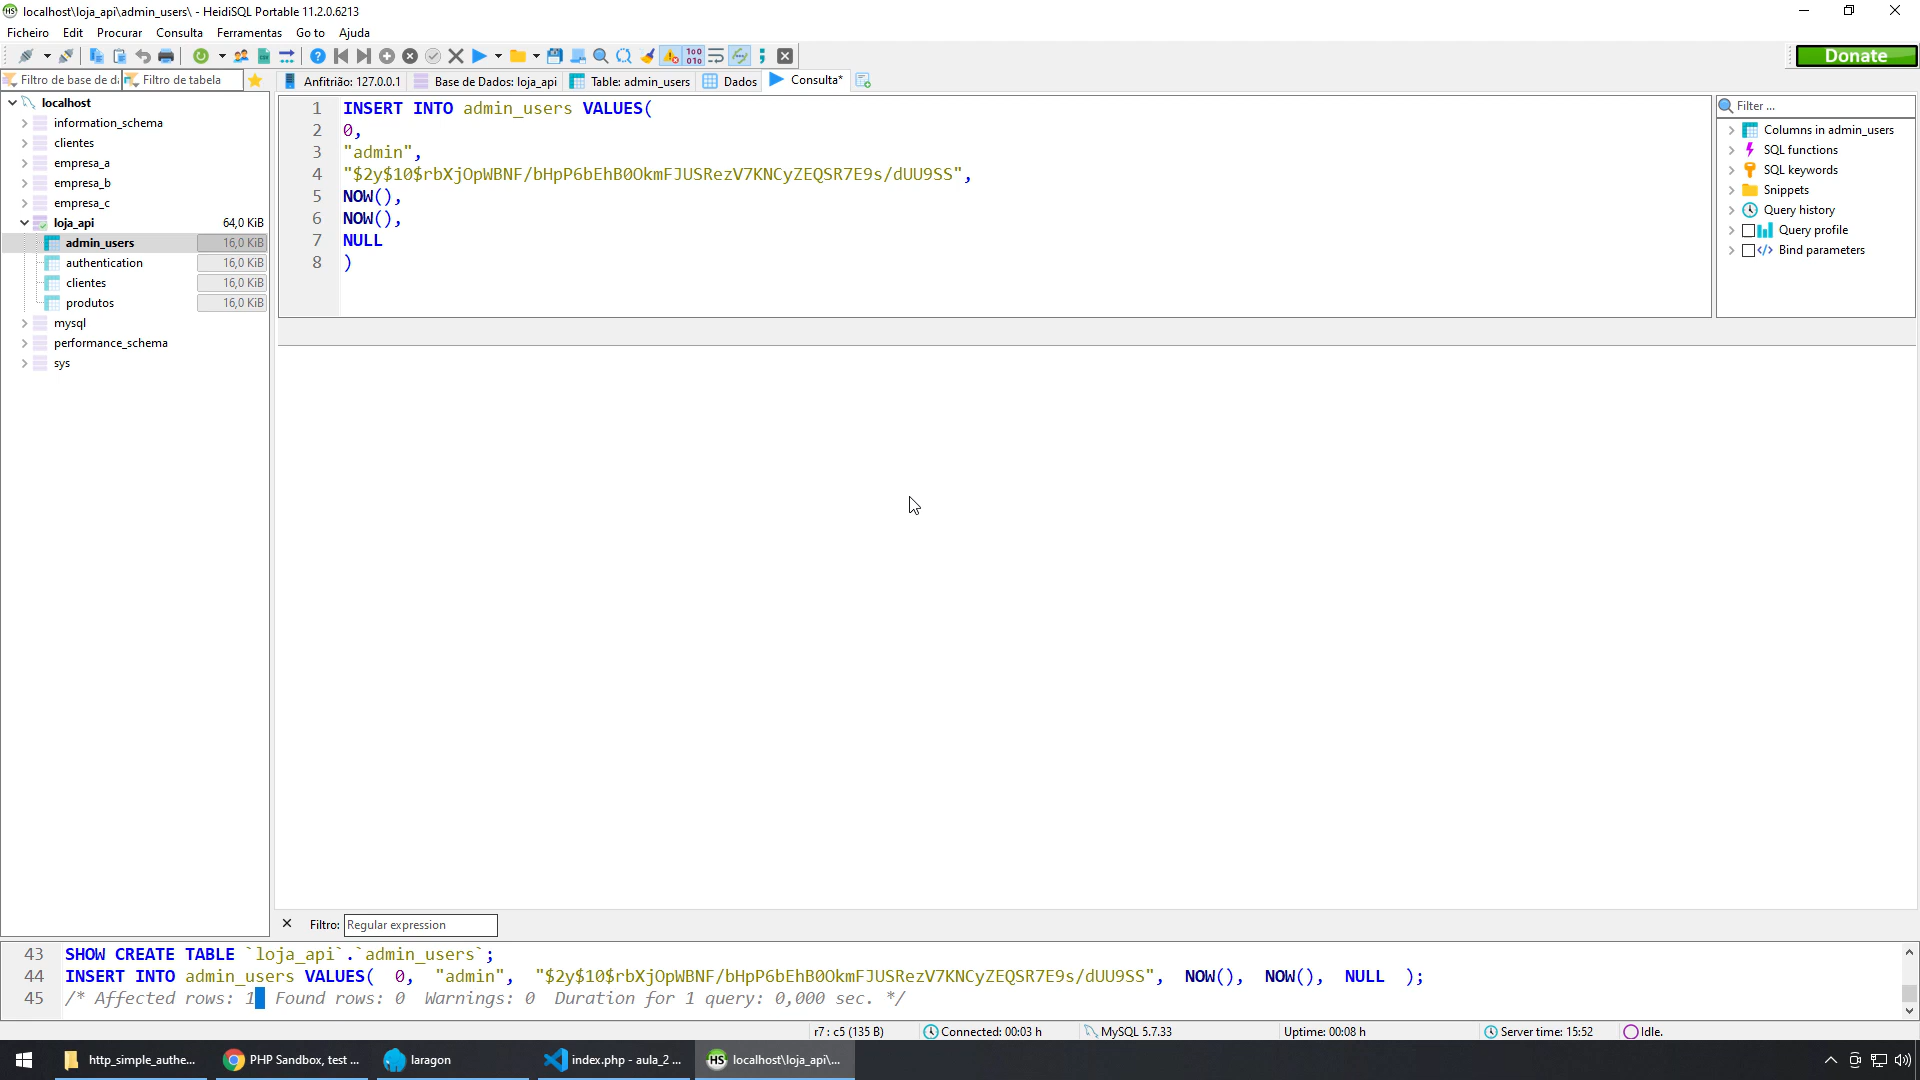 localhost\loja_api\admin_users\ - HeidiSQL Portable 11.2.0.6213
Ficheiro Edit Procurar Consulta Ferramentas Go to Ajuda
Donate
Filtro de base de d Filtro de tabela
Anfitrião: 127.0.0.1 Base de Dados: loja_api Table: admin_users Dados Consulta*
localhost
information_schema
clientes
empresa_a
empresa_b
empresa_c
loja_api 64,0 KiB
admin_users 16,0 KiB
authentication 16,0 KiB
clientes 16,0 KiB
produtos 16,0 KiB
mysql
performance_schema
sys
1 INSERT INTO admin_users VALUES(
2 0,
3 "admin",
4 "$2y$10$rbXjOpWBNF/bHpP6bEhB0OkmFJUSRezV7KNCyZEQSR7E9s/dUU9SS",
5 NOW(),
6 NOW(),
7 NULL
8 )
Filter ...
Columns in admin_users
SQL functions
SQL keywords
Snippets
Query history
Query profile
Bind parameters
Filtro: Regular expression
43 SHOW CREATE TABLE `loja_api`.`admin_users`;
44 INSERT INTO admin_users VALUES( 0, "admin", "$2y$10$rbXjOpWBNF/bHpP6bEhB0OkmFJUSRezV7KNCyZEQSR7E9s/dUU9SS", NOW(), NOW(), NULL );
45 /* Affected rows: 1 Found rows: 0 Warnings: 0 Duration for 1 query: 0,000 sec. */
r7 : c5 (135 B) Connected: 00:03 h MySQL 5.7.33 Uptime: 00:08 h Server time: 15:52 Idle.
http_simple_authe... PHP Sandbox, test ... laragon index.php - aula_2 ... localhost\loja_api\...